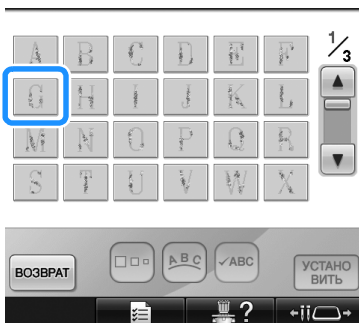 1/3
A B C D E F
G H I J K L
M N O P Q R
S T U V W X
ВОЗВРАТ
ABC
✓ABC
УСТАНО
ВИТЬ
?